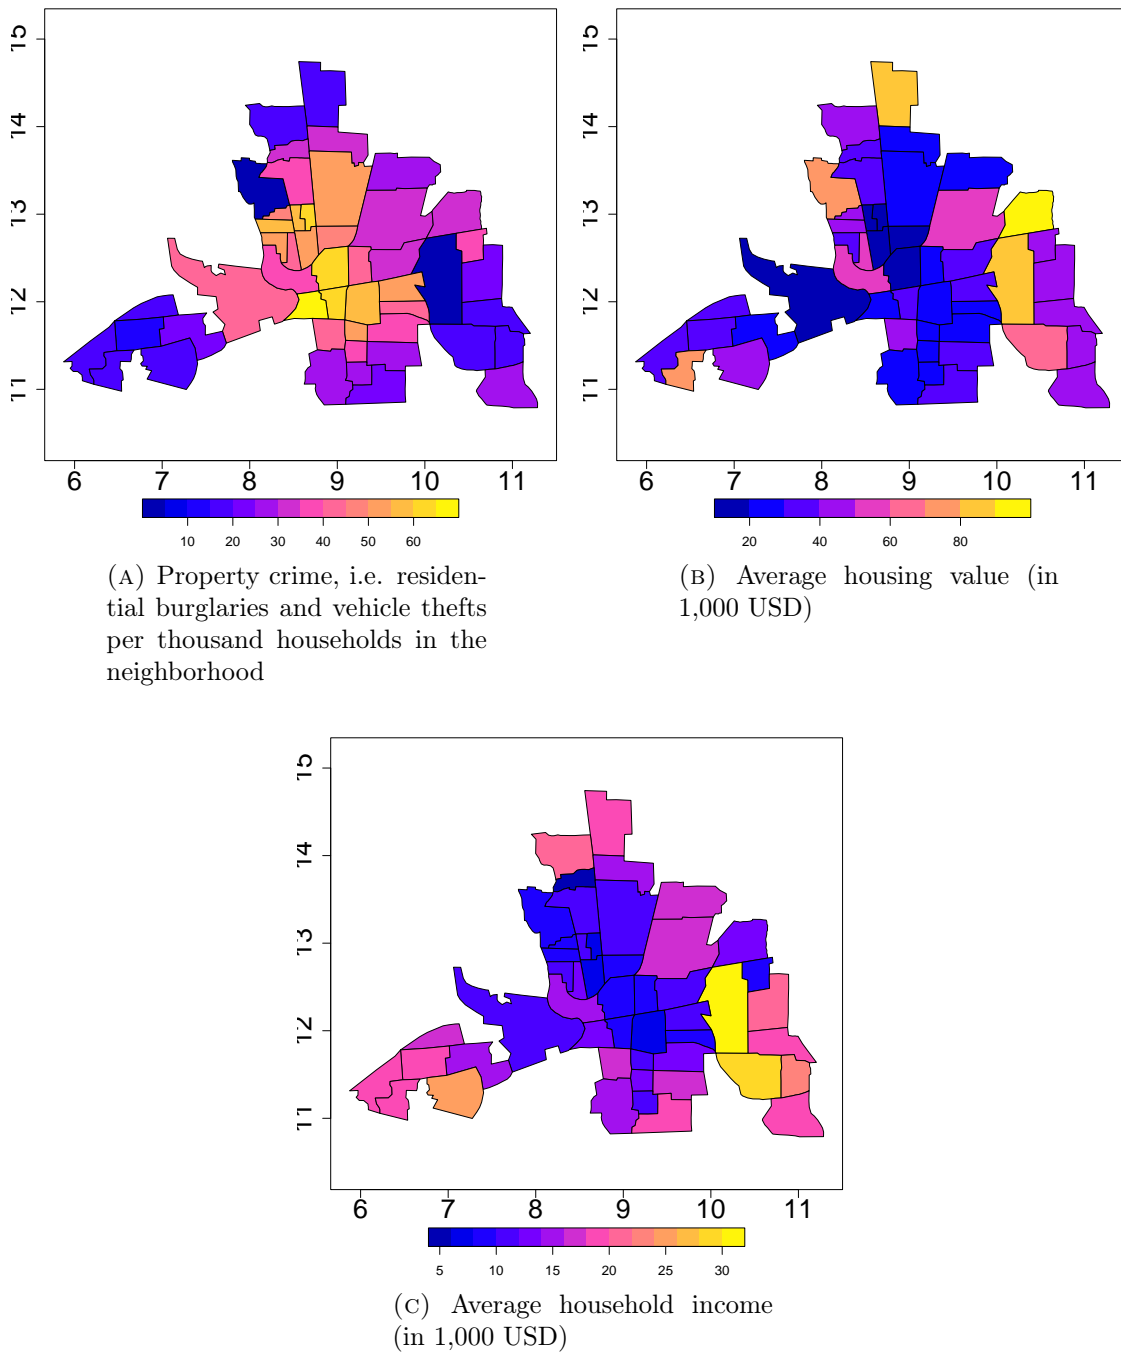 15
14
13
12
11
6 7 8 9 10 11
10 20 30 40 50 60
(A) Property crime, i.e. residen-
tial burglaries and vehicle thefts
per thousand households in the
neighborhood
15
14
13
12
11
6 7 8 9 10 11
20 40 60 80
(B) Average housing value (in
1,000 USD)
15
14
13
12
11
6 7 8 9 10 11
5 10 15 20 25 30
(C) Average household income
(in 1,000 USD)